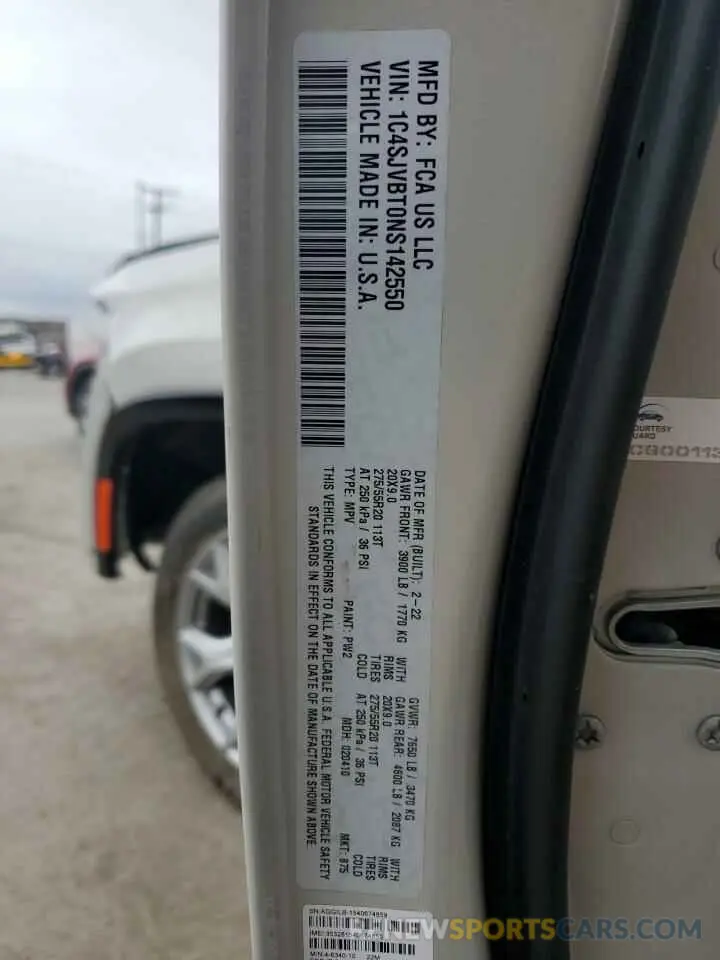 MFD BY: FCA US LLC
VIN: 1C4SJVBT0NS142550
VEHICLE MADE IN: U.S.A.
DATE OF MFR (BUILT): 2-22 GVWR: 7650 LB / 3470 KG
GAWR FRONT: 3900 LB / 1770 KG WITH GAWR REAR: 4600 LB / 2087 KG WITH
20X9.0 RIMS 20X9.0 RIMS
275/55R20 113T TIRES 275/55R20 113T TIRES
AT 250 kPa / 36 PSI COLD AT 250 kPa / 36 PSI COLD
TYPE: MPV PAINT: PW2 MDH: 020410 MKT: 875
THIS VEHICLE CONFORMS TO ALL APPLICABLE U.S.A. FEDERAL MOTOR VEHICLE SAFETY
STANDARDS IN EFFECT ON THE DATE OF MANUFACTURE SHOWN ABOVE.
OURTESY
UARD
NEWSPORTSCARS.COM